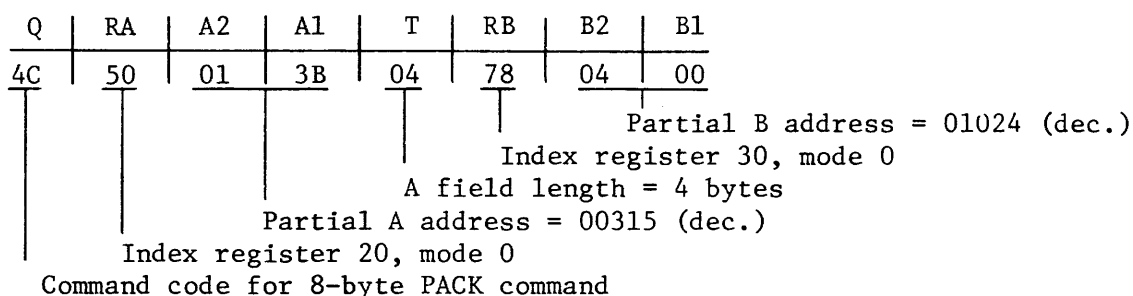 Q RA A2 A1 T RB B2 B1
4C 50 01 3B 04 78 04 00
Partial B address = 01024 (dec.)
Index register 30, mode 0
A field length = 4 bytes
Partial A address = 00315 (dec.)
Index register 20, mode 0
Command code for 8-byte PACK command